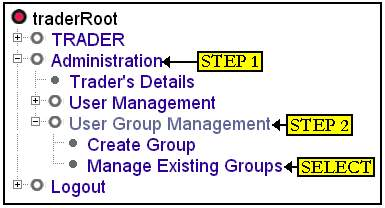 traderRoot
TRADER
Administration STEP 1
Trader's Details
User Management
User Group Management STEP 2
Create Group
Manage Existing Groups SELECT
Logout